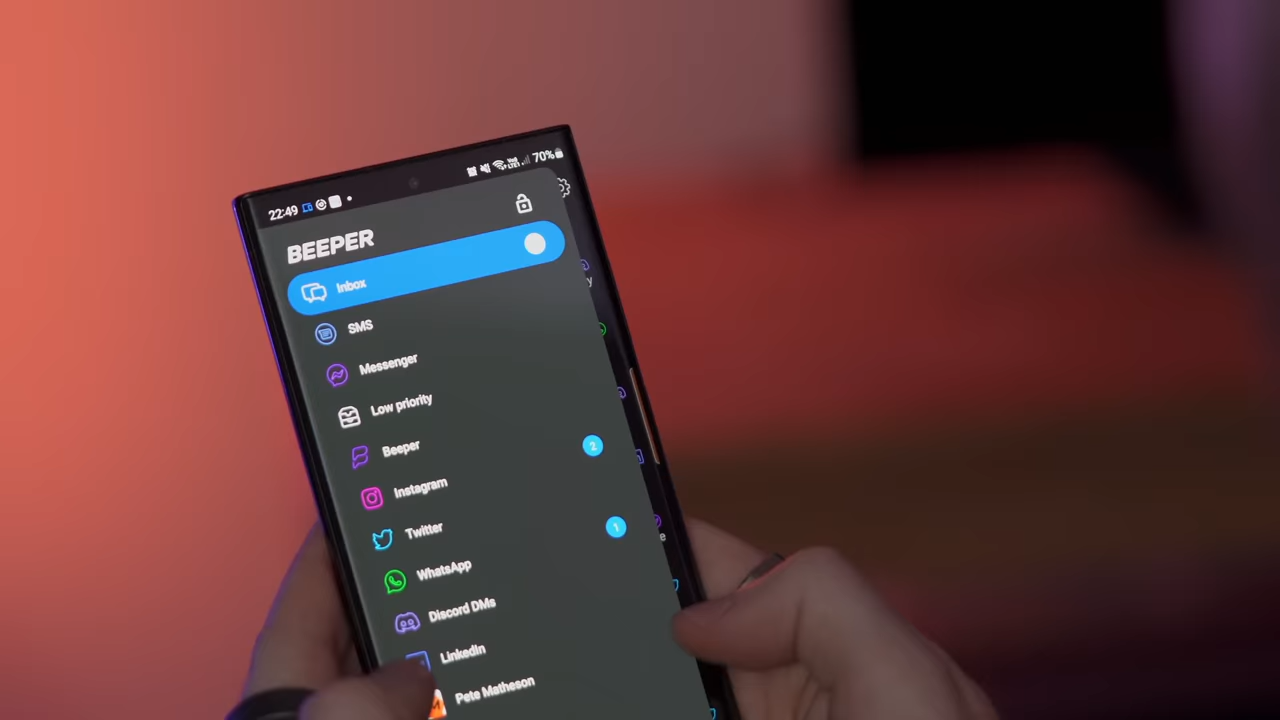 22:49
70%
BEEPER
Inbox
SMS
Messenger
Low priority
Beeper
2
Instagram
Twitter
1
WhatsApp
Discord DMs
LinkedIn
Pete Matheson